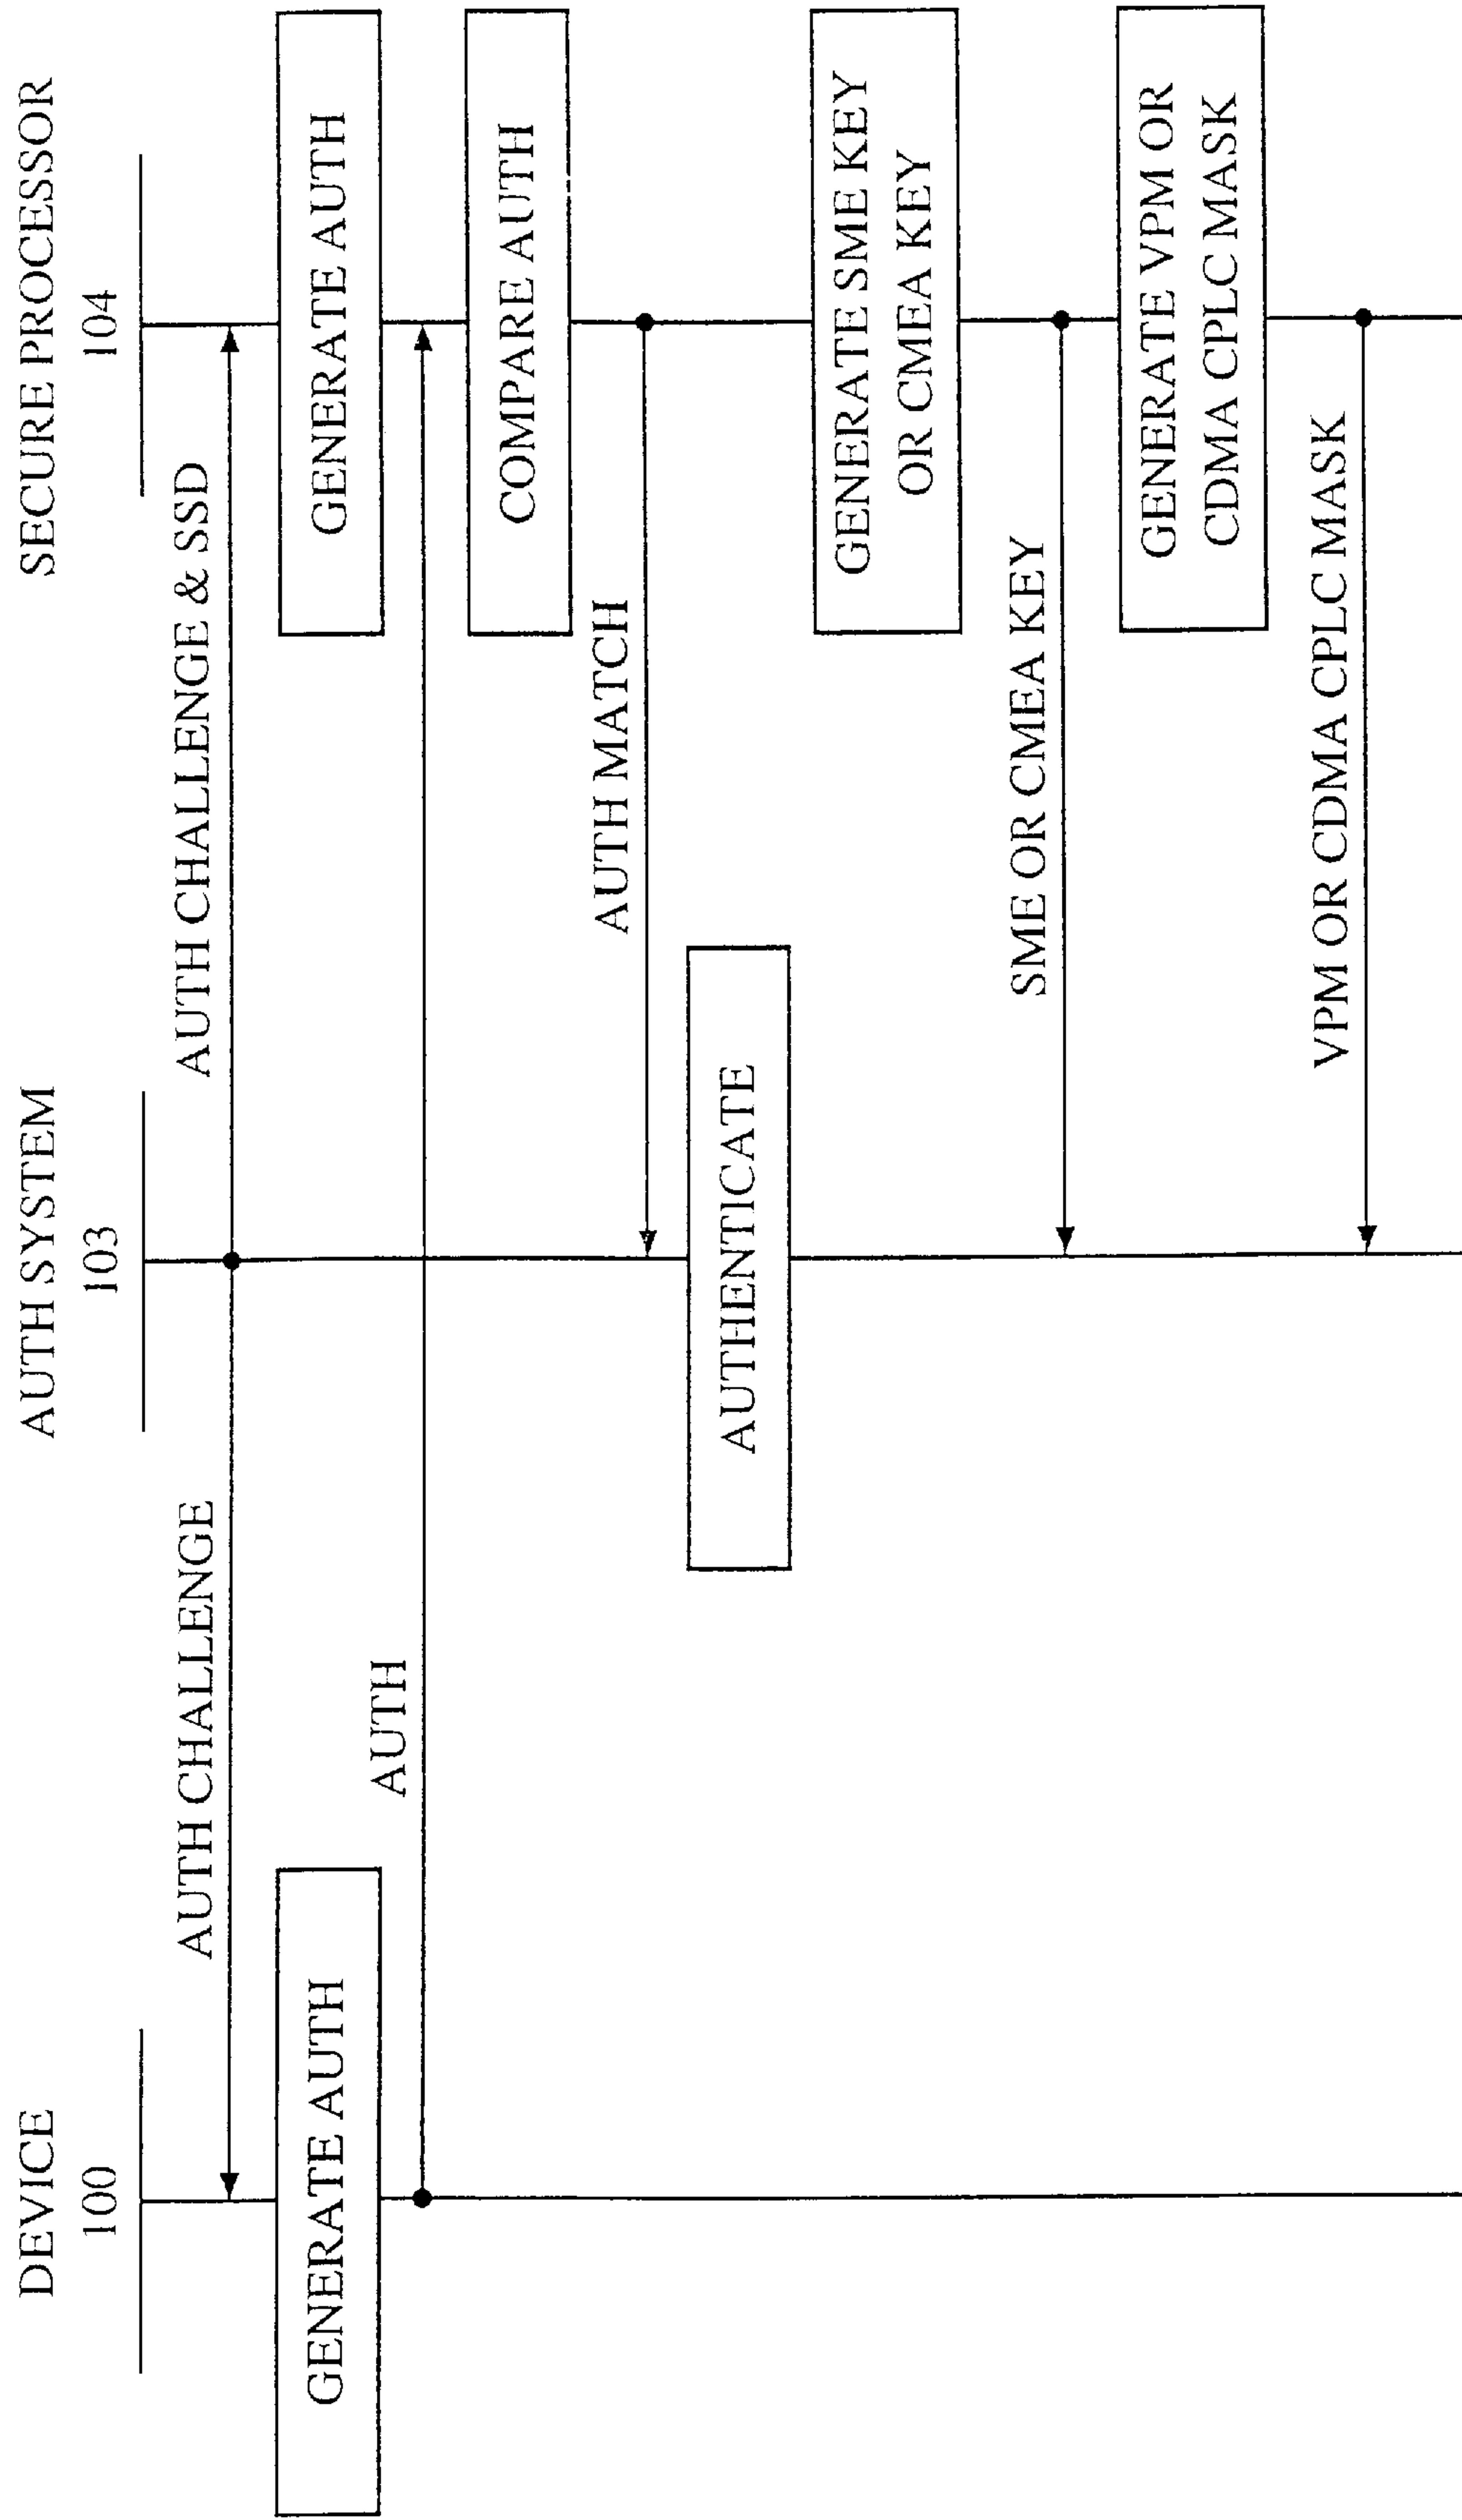 DEVICE
100
AUTH SYSTEM
103
SECURE PROCESSOR
104
AUTH CHALLENGE
AUTH CHALLENGE & SSD
GENERATE AUTH
GENERATE AUTH
AUTH
COMPARE AUTH
AUTH MATCH
AUTHENTICATE
GENERATE SME KEY
OR CMEA KEY
SME OR CMEA KEY
GENERATE VPM OR
CDMA CPLC MASK
VPM OR CDMA CPLC MASK